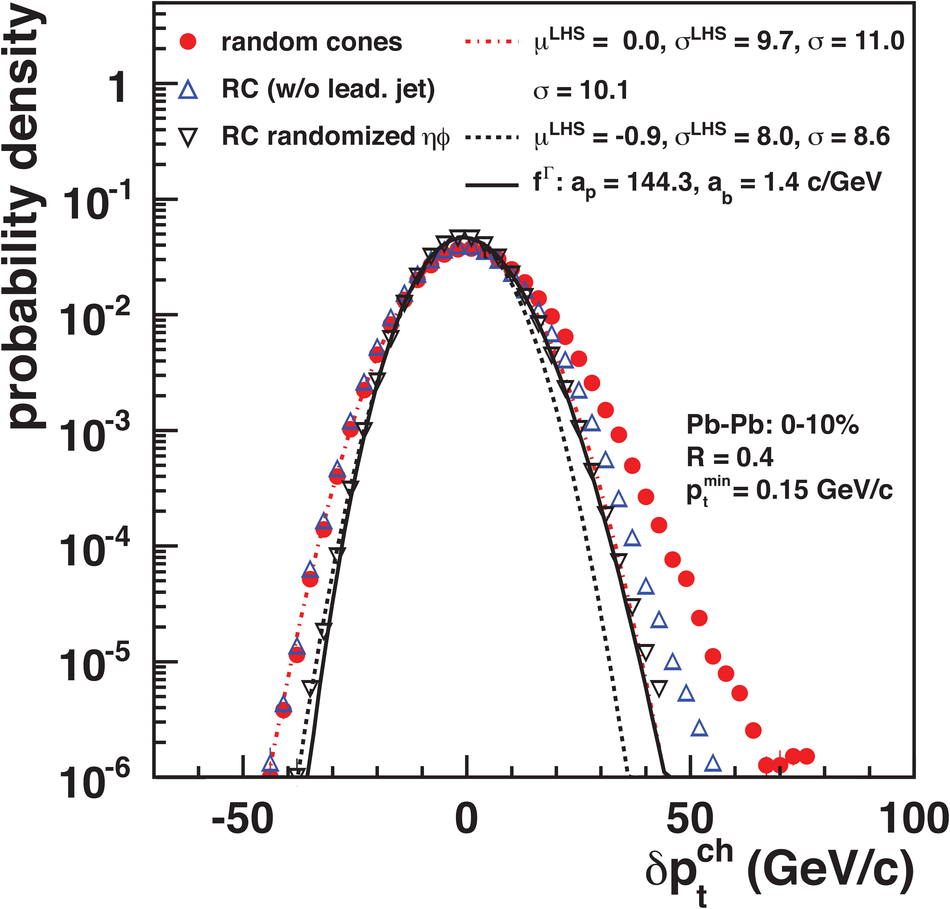 probability density
random cones
RC (w/o lead. jet)
RC randomized ηφ
μ^LHS = 0.0, σ^LHS = 9.7, σ = 11.0
σ = 10.1
μ^LHS = -0.9, σ^LHS = 8.0, σ = 8.6
f^Γ: a_p = 144.3, a_b = 1.4 c/GeV
Pb-Pb: 0-10%
R = 0.4
p_t^min = 0.15 GeV/c
1
10^-1
10^-2
10^-3
10^-4
10^-5
10^-6
-50 0 50 100
δp_t^ch (GeV/c)